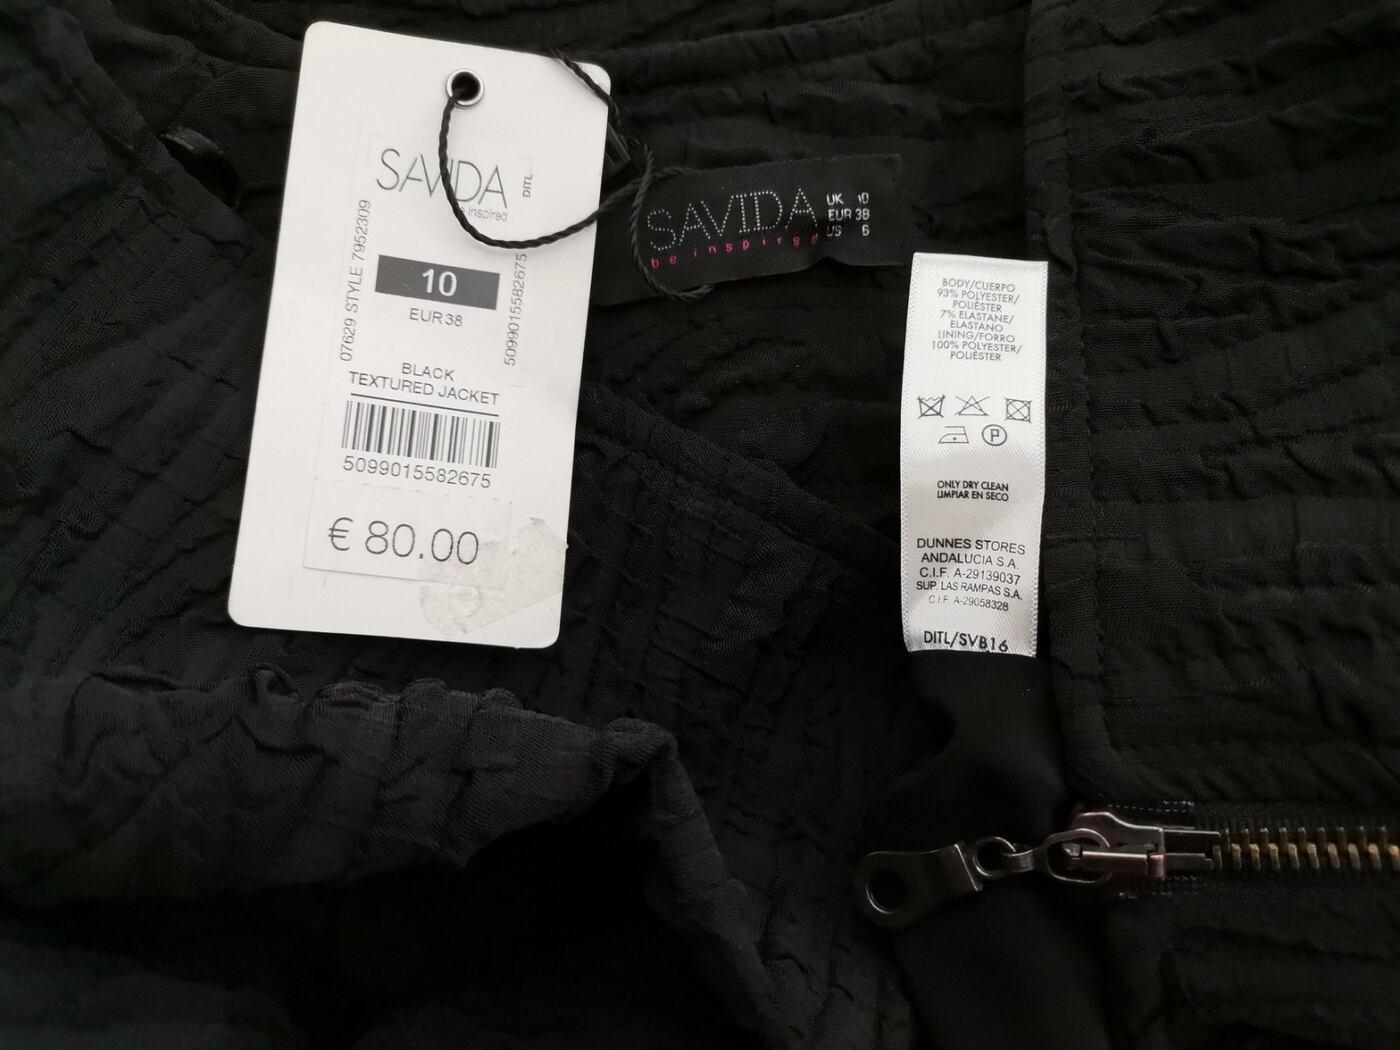 SAVIDA
be inspired
DITL
07629 STYLE 7952309
10
EUR38
5099015582675
BLACK
TEXTURED JACKET
5099015582675
€ 80.00
SAVIDA
be inspired
UK 10
EUR 38
US 6
BODY/CUERPO
93% POLYESTER/
POLIÉSTER
7% ELASTANE/
ELASTANO
LINING/FORRO
100% POLYESTER/
POLIÉSTER
P
ONLY DRY CLEAN
LIMPIAR EN SECO
DUNNES STORES
ANDALUCIA S.A.
C.I.F. A-29139037
SUP. LAS RAMPAS S.A.
C.I.F. A-29058328
DITL/SVB16